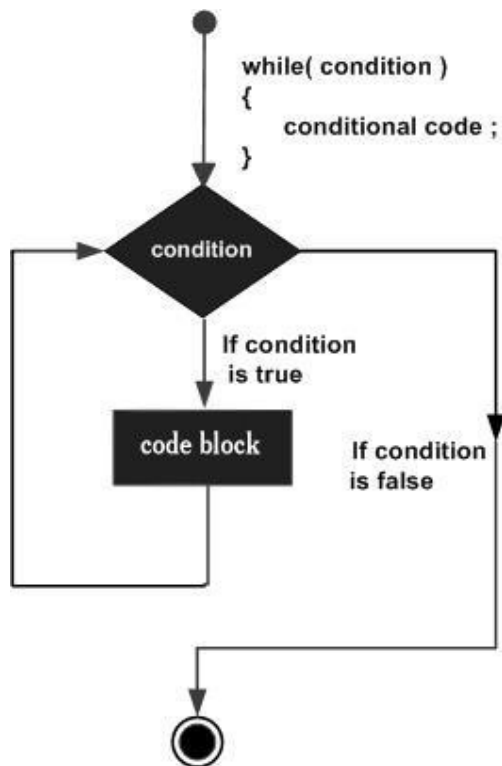 while( condition )
{
conditional code ;
}
condition
If condition
is true
code block
If condition
is false